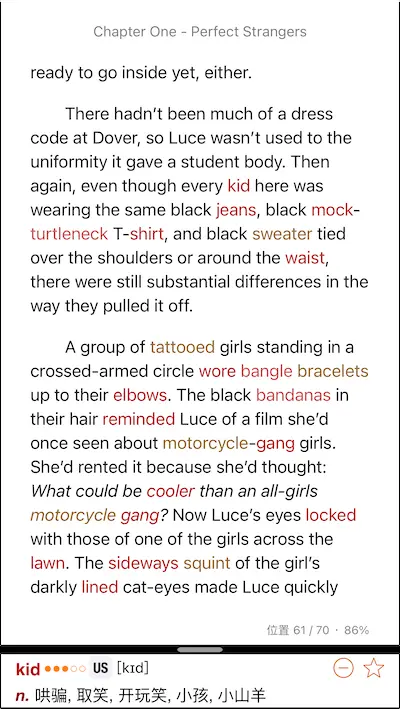 Chapter One - Perfect Strangers
ready to go inside yet, either.
There hadn’t been much of a dress
code at Dover, so Luce wasn’t used to the
uniformity it gave a student body. Then
again, even though every kid here was
wearing the same black jeans, black mock-
turtleneck T-shirt, and black sweater tied
over the shoulders or around the waist,
there were still substantial differences in the
way they pulled it off.
A group of tattooed girls standing in a
crossed-armed circle wore bangle bracelets
up to their elbows. The black bandanas in
their hair reminded Luce of a film she’d
once seen about motorcycle-gang girls.
She’d rented it because she’d thought:
What could be cooler than an all-girls
motorcycle gang? Now Luce’s eyes locked
with those of one of the girls across the
lawn. The sideways squint of the girl’s
darkly lined cat-eyes made Luce quickly
位置 61 / 70 · 86%
kid US [kɪd]
n. 哄骗, 取笑, 开玩笑, 小孩, 小山羊